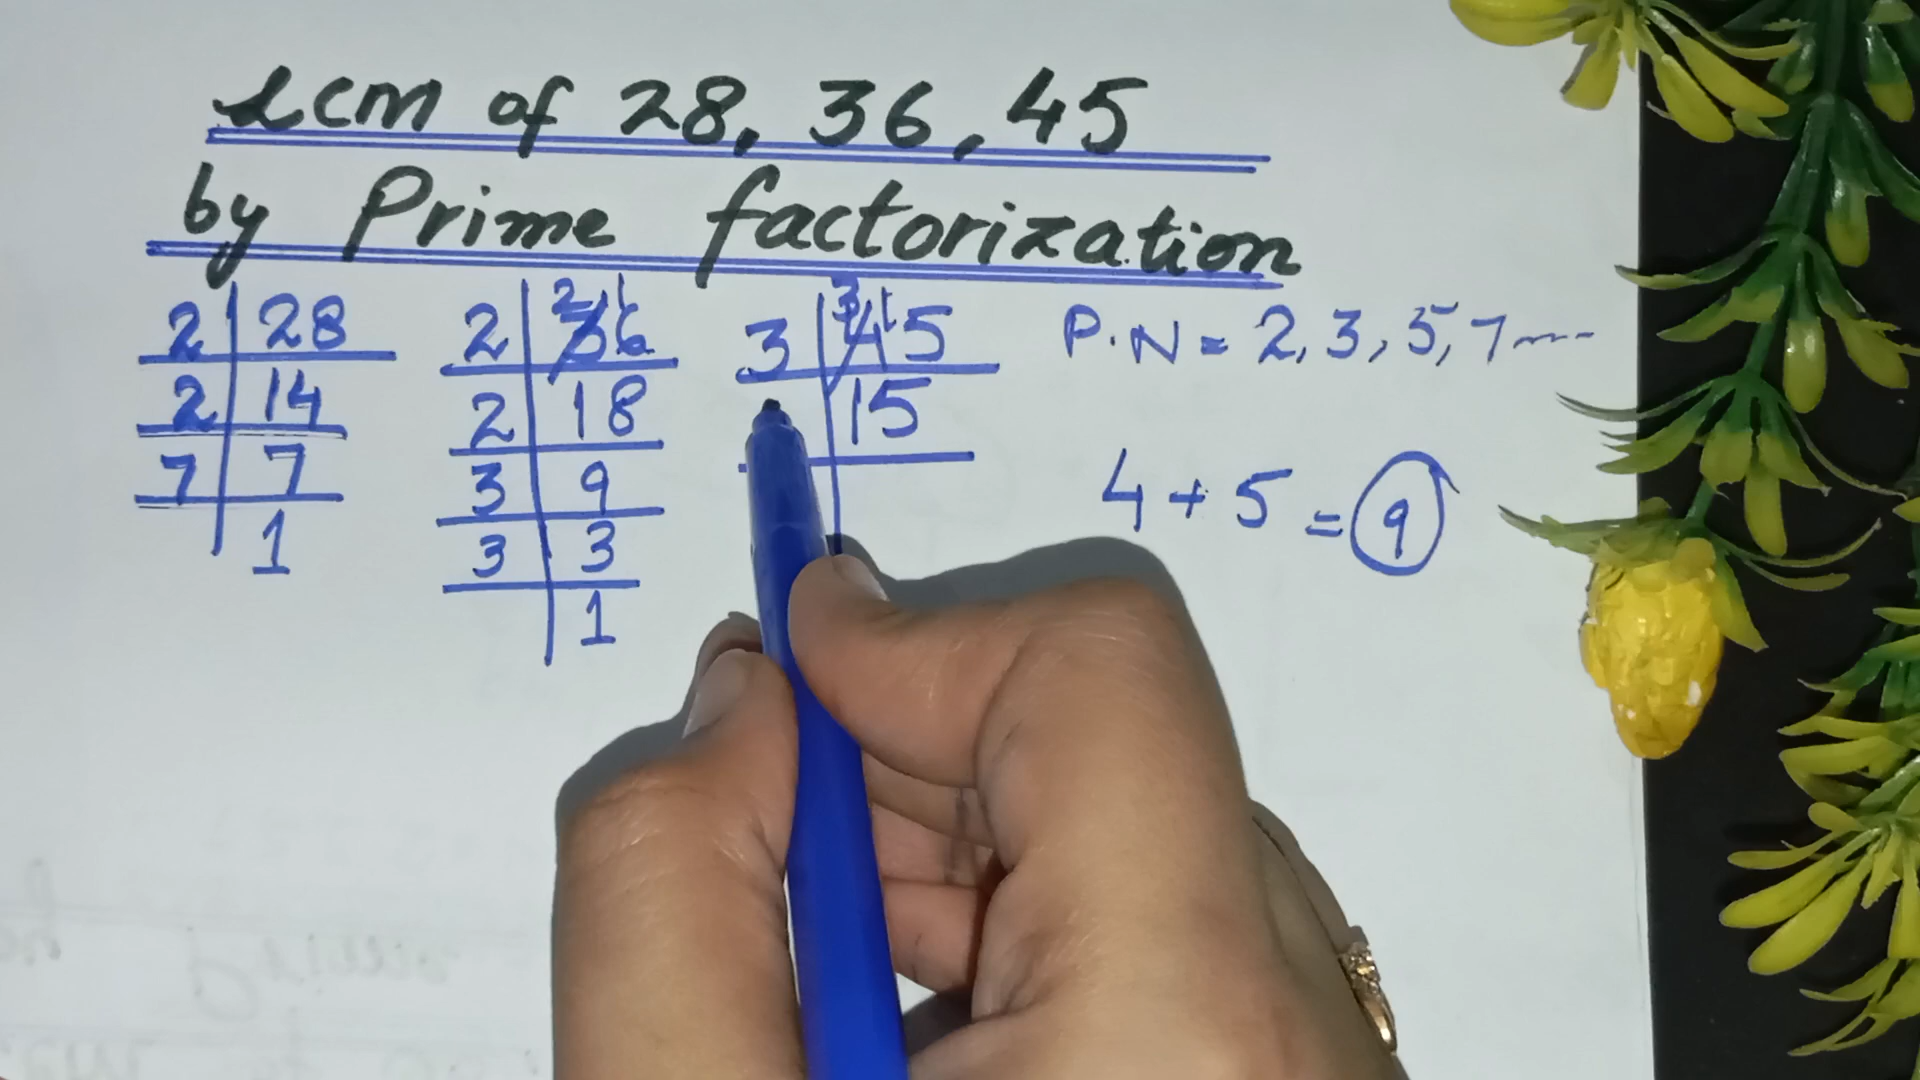 LCM of 28, 36, 45
by Prime factorization
2 28
2 14
7 7
1
2 36
2 18
3 9
3 3
1
3 45
15
P.N = 2, 3, 5, 7
4 + 5 = 9